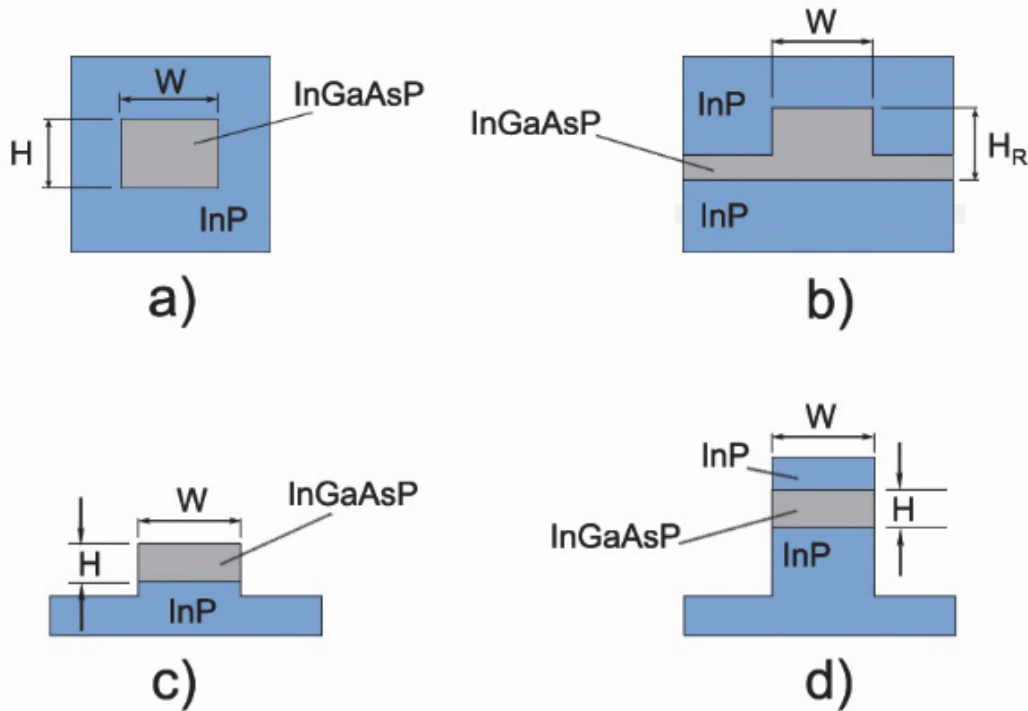 W
InGaAsP
H
InP
a)
W
InP
InGaAsP
H_R
InP
b)
W
InGaAsP
H
InP
c)
W
InP
H
InGaAsP
InP
d)